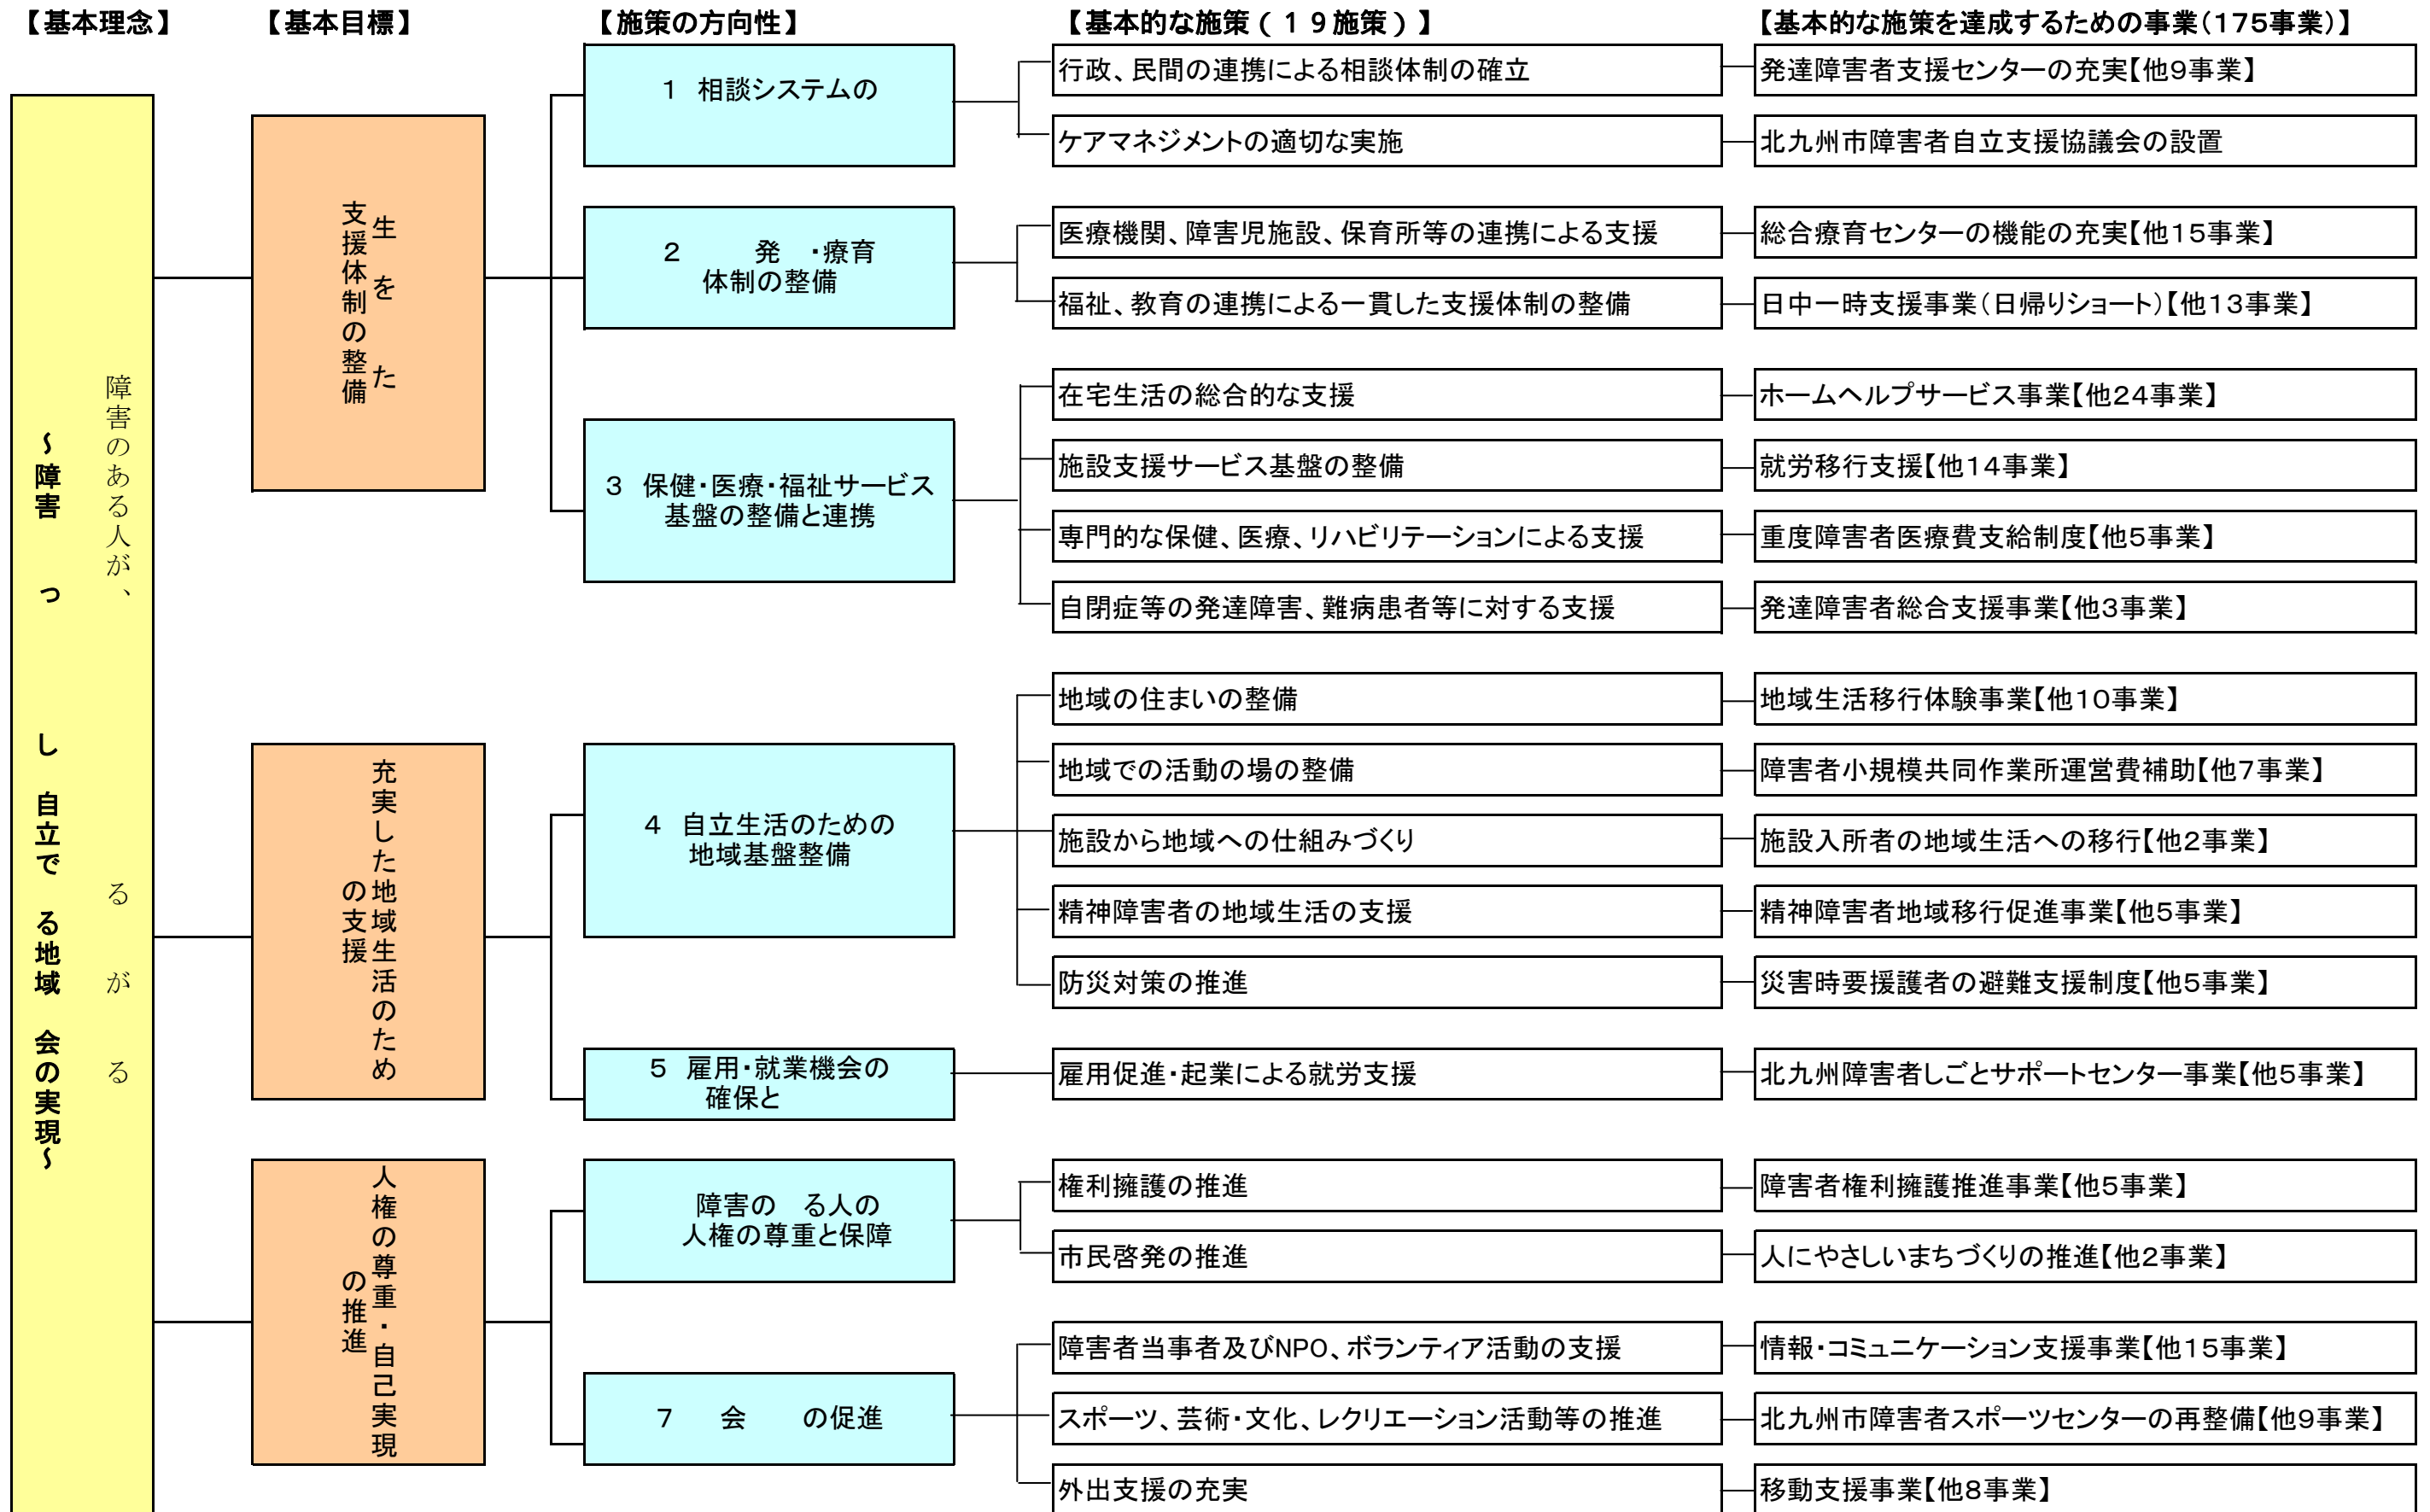 【基本理念】
【基本目標】
【施策の方向性】
【基本的な施策（１９施策）】
【基本的な施策を達成するための事業（175事業）】
障害のある人が、
る
が
る
～障害
っ
し
自立で
る地域
会の実現～
生を
た
支援体制の整備
１　相談システムの
行政、民間の連携による相談体制の確立
発達障害者支援センターの充実【他9事業】
ケアマネジメントの適切な実施
北九州市障害者自立支援協議会の設置
２　発　・療育
体制の整備
医療機関、障害児施設、保育所等の連携による支援
総合療育センターの機能の充実【他15事業】
福祉、教育の連携による一貫した支援体制の整備
日中一時支援事業（日帰りショート）【他13事業】
３　保健・医療・福祉サービス
基盤の整備と連携
在宅生活の総合的な支援
ホームヘルプサービス事業【他24事業】
施設支援サービス基盤の整備
就労移行支援【他14事業】
専門的な保健、医療、リハビリテーションによる支援
重度障害者医療費支給制度【他5事業】
自閉症等の発達障害、難病患者等に対する支援
発達障害者総合支援事業【他3事業】
充実した地域生活のため
の支援
４　自立生活のための
地域基盤整備
地域の住まいの整備
地域生活移行体験事業【他10事業】
地域での活動の場の整備
障害者小規模共同作業所運営費補助【他7事業】
施設から地域への仕組みづくり
施設入所者の地域生活への移行【他2事業】
精神障害者の地域生活の支援
精神障害者地域移行促進事業【他5事業】
防災対策の推進
災害時要援護者の避難支援制度【他5事業】
５　雇用・就業機会の
確保と
雇用促進・起業による就労支援
北九州障害者しごとサポートセンター事業【他5事業】
人権の尊重・自己実現
の推進
障害の　る人の
人権の尊重と保障
権利擁護の推進
障害者権利擁護推進事業【他5事業】
市民啓発の推進
人にやさしいまちづくりの推進【他2事業】
７　会　の促進
障害者当事者及びNPO、ボランティア活動の支援
情報・コミュニケーション支援事業【他15事業】
スポーツ、芸術・文化、レクリエーション活動等の推進
北九州市障害者スポーツセンターの再整備【他9事業】
外出支援の充実
移動支援事業【他8事業】